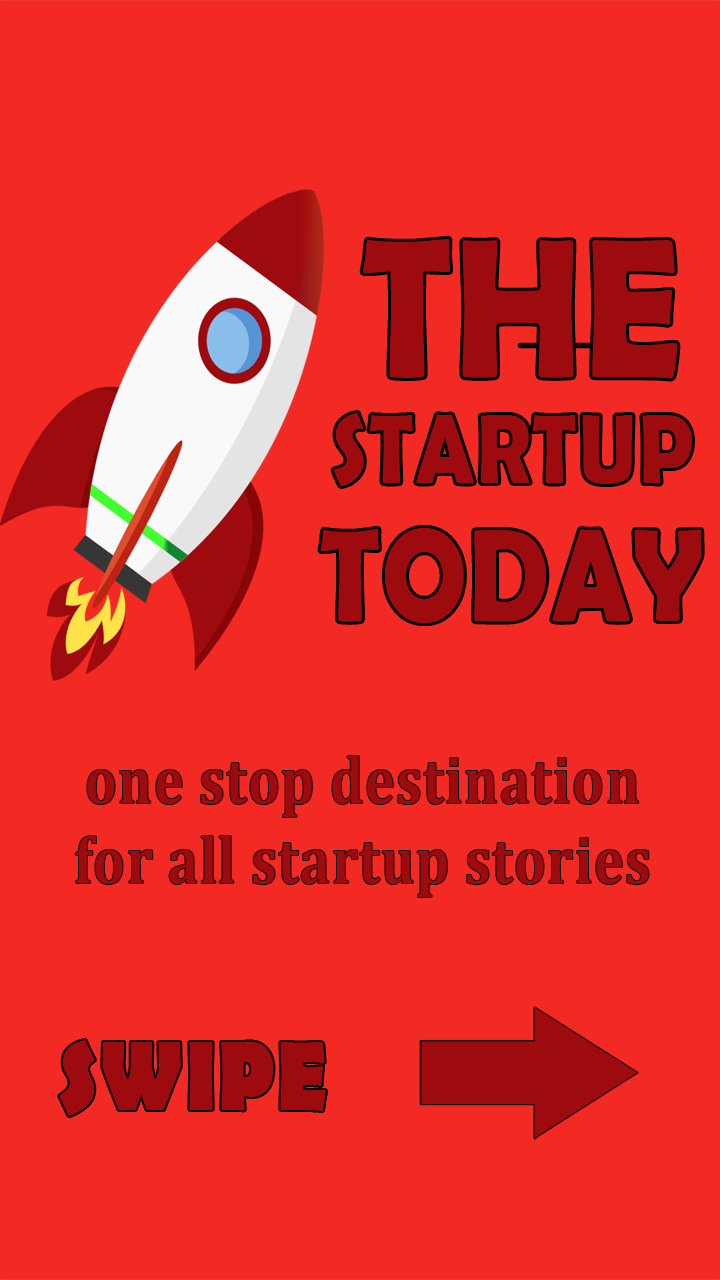 THE
STARTUP
TODAY
one stop destination
for all startup stories
SWIPE